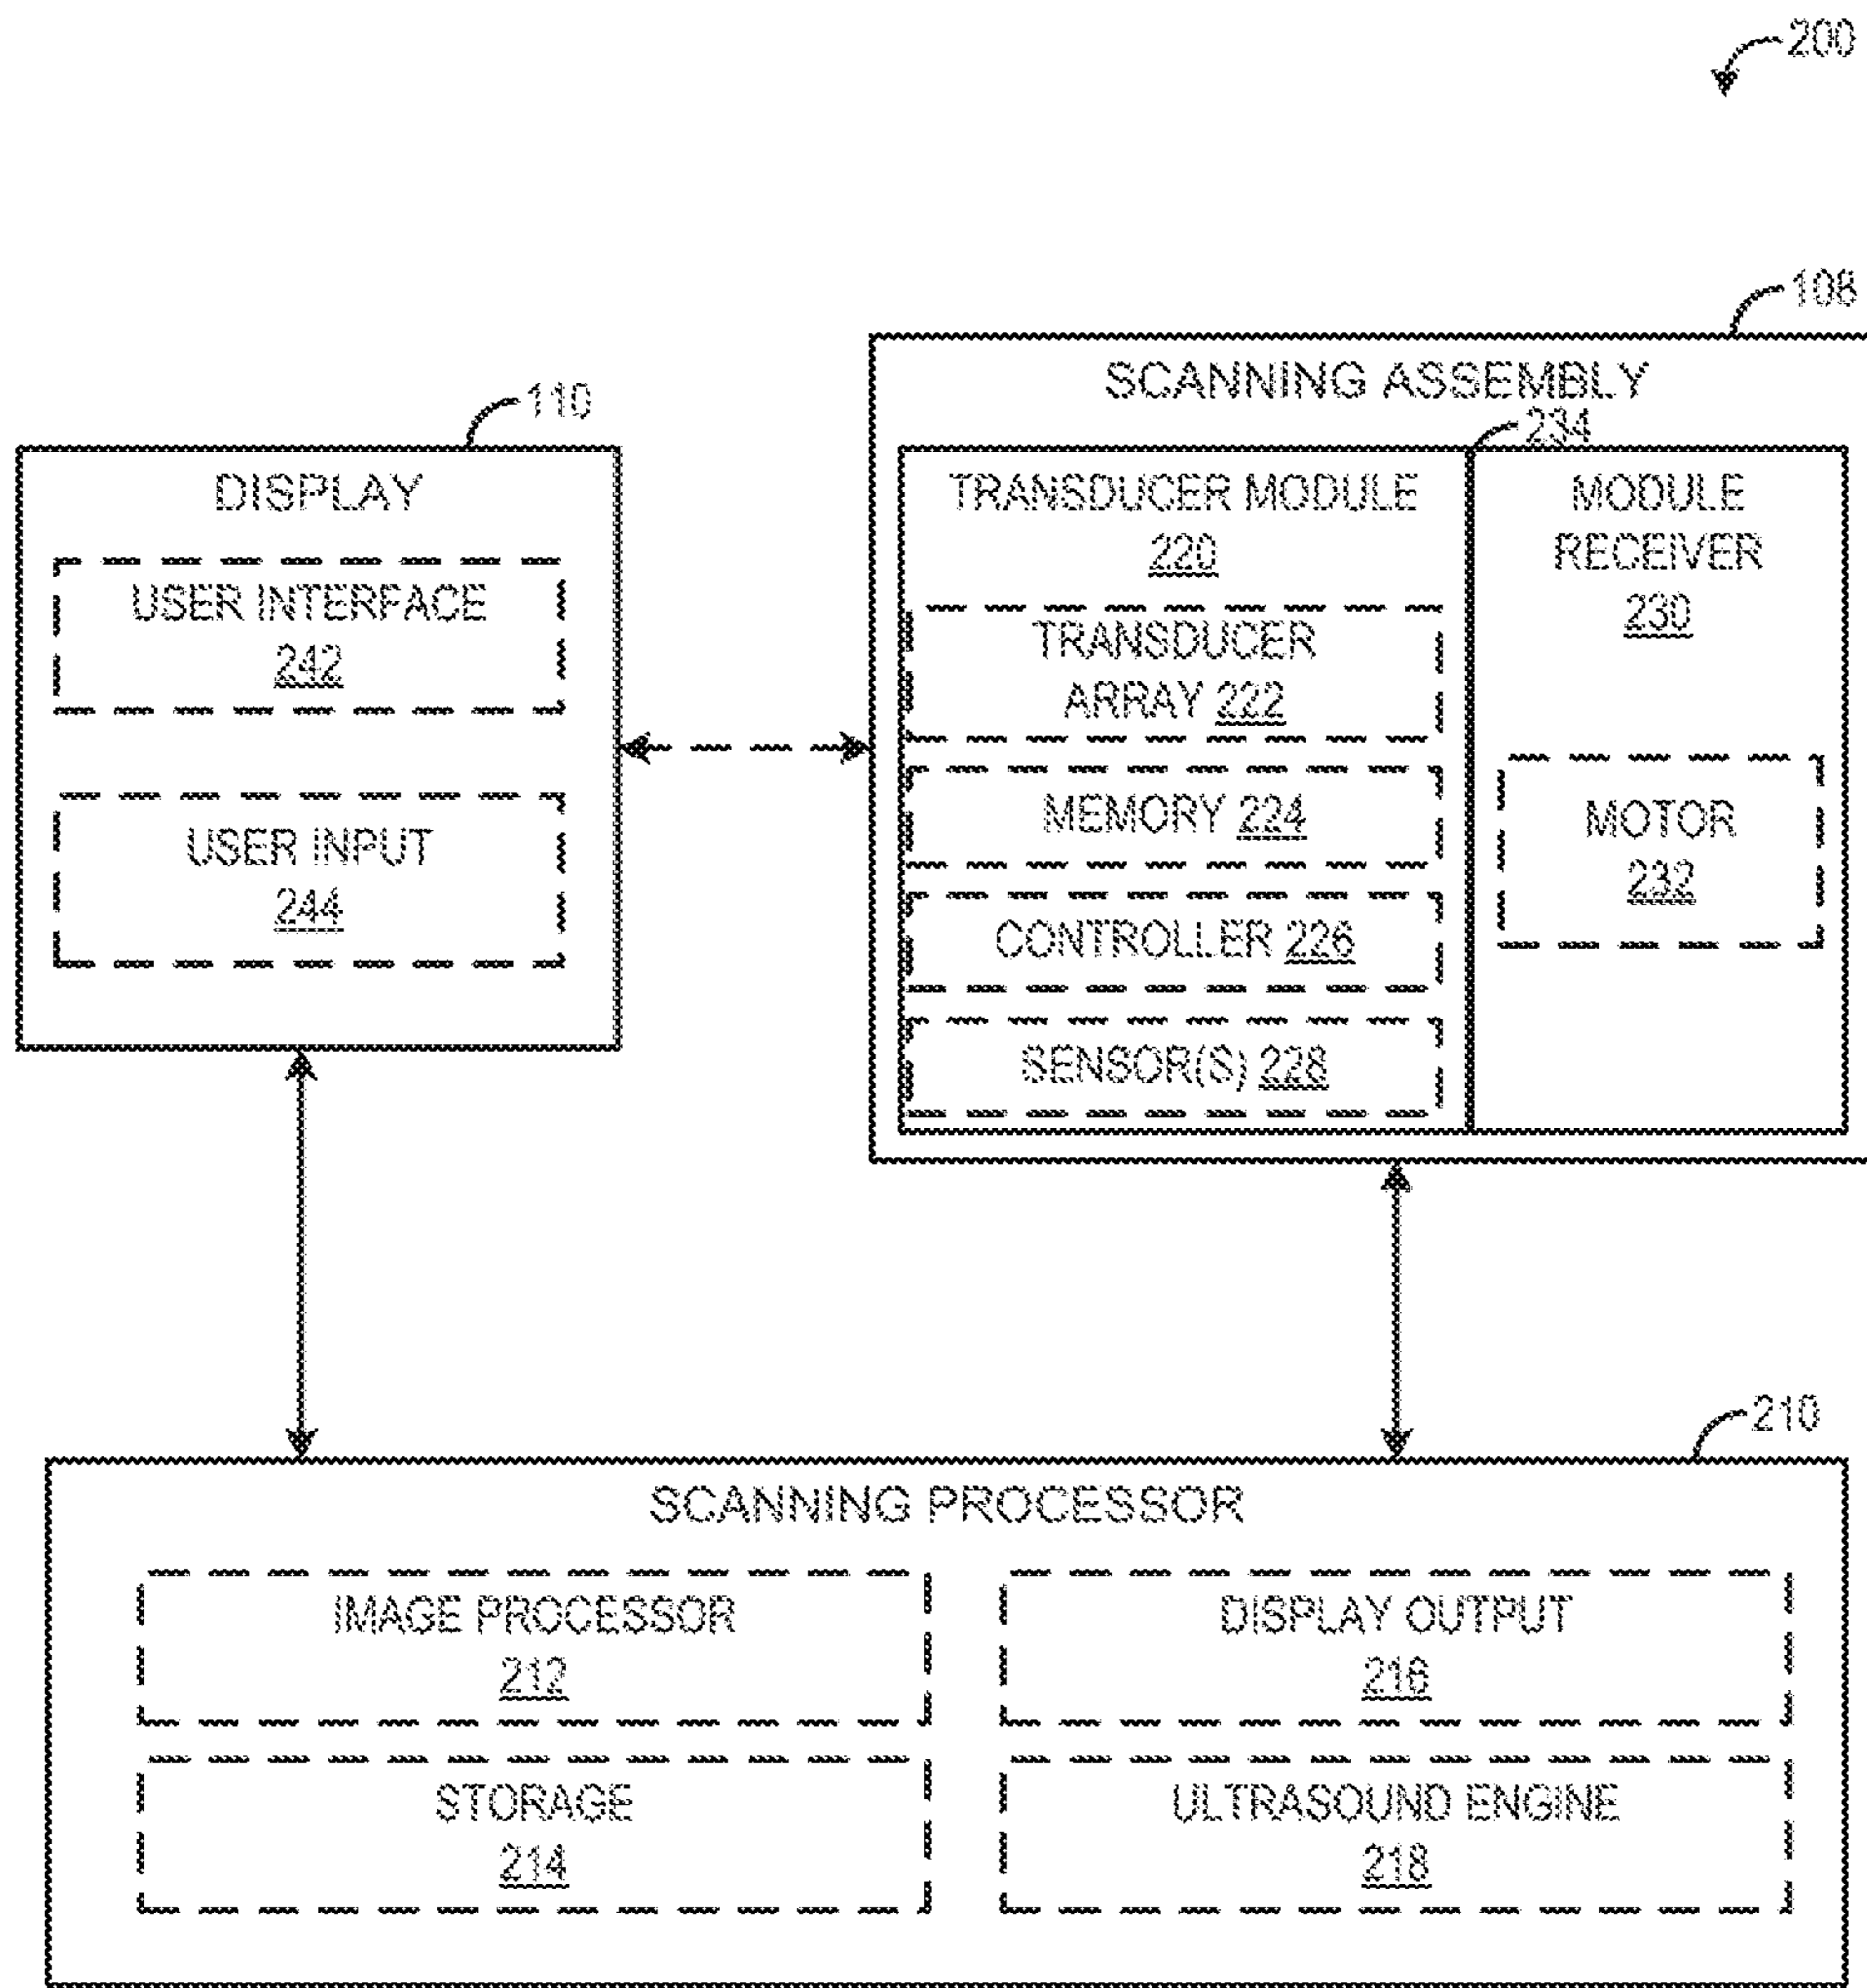 200
108
SCANNING ASSEMBLY
110
234
DISPLAY
USER INTERFACE
242
USER INPUT
244
TRANSDUCER MODULE
220
TRANSDUCER
ARRAY 222
MEMORY 224
CONTROLLER 226
SENSOR(S) 228
MODULE
RECEIVER
230
MOTOR
232
210
SCANNING PROCESSOR
IMAGE PROCESSOR
212
DISPLAY OUTPUT
216
STORAGE
214
ULTRASOUND ENGINE
218